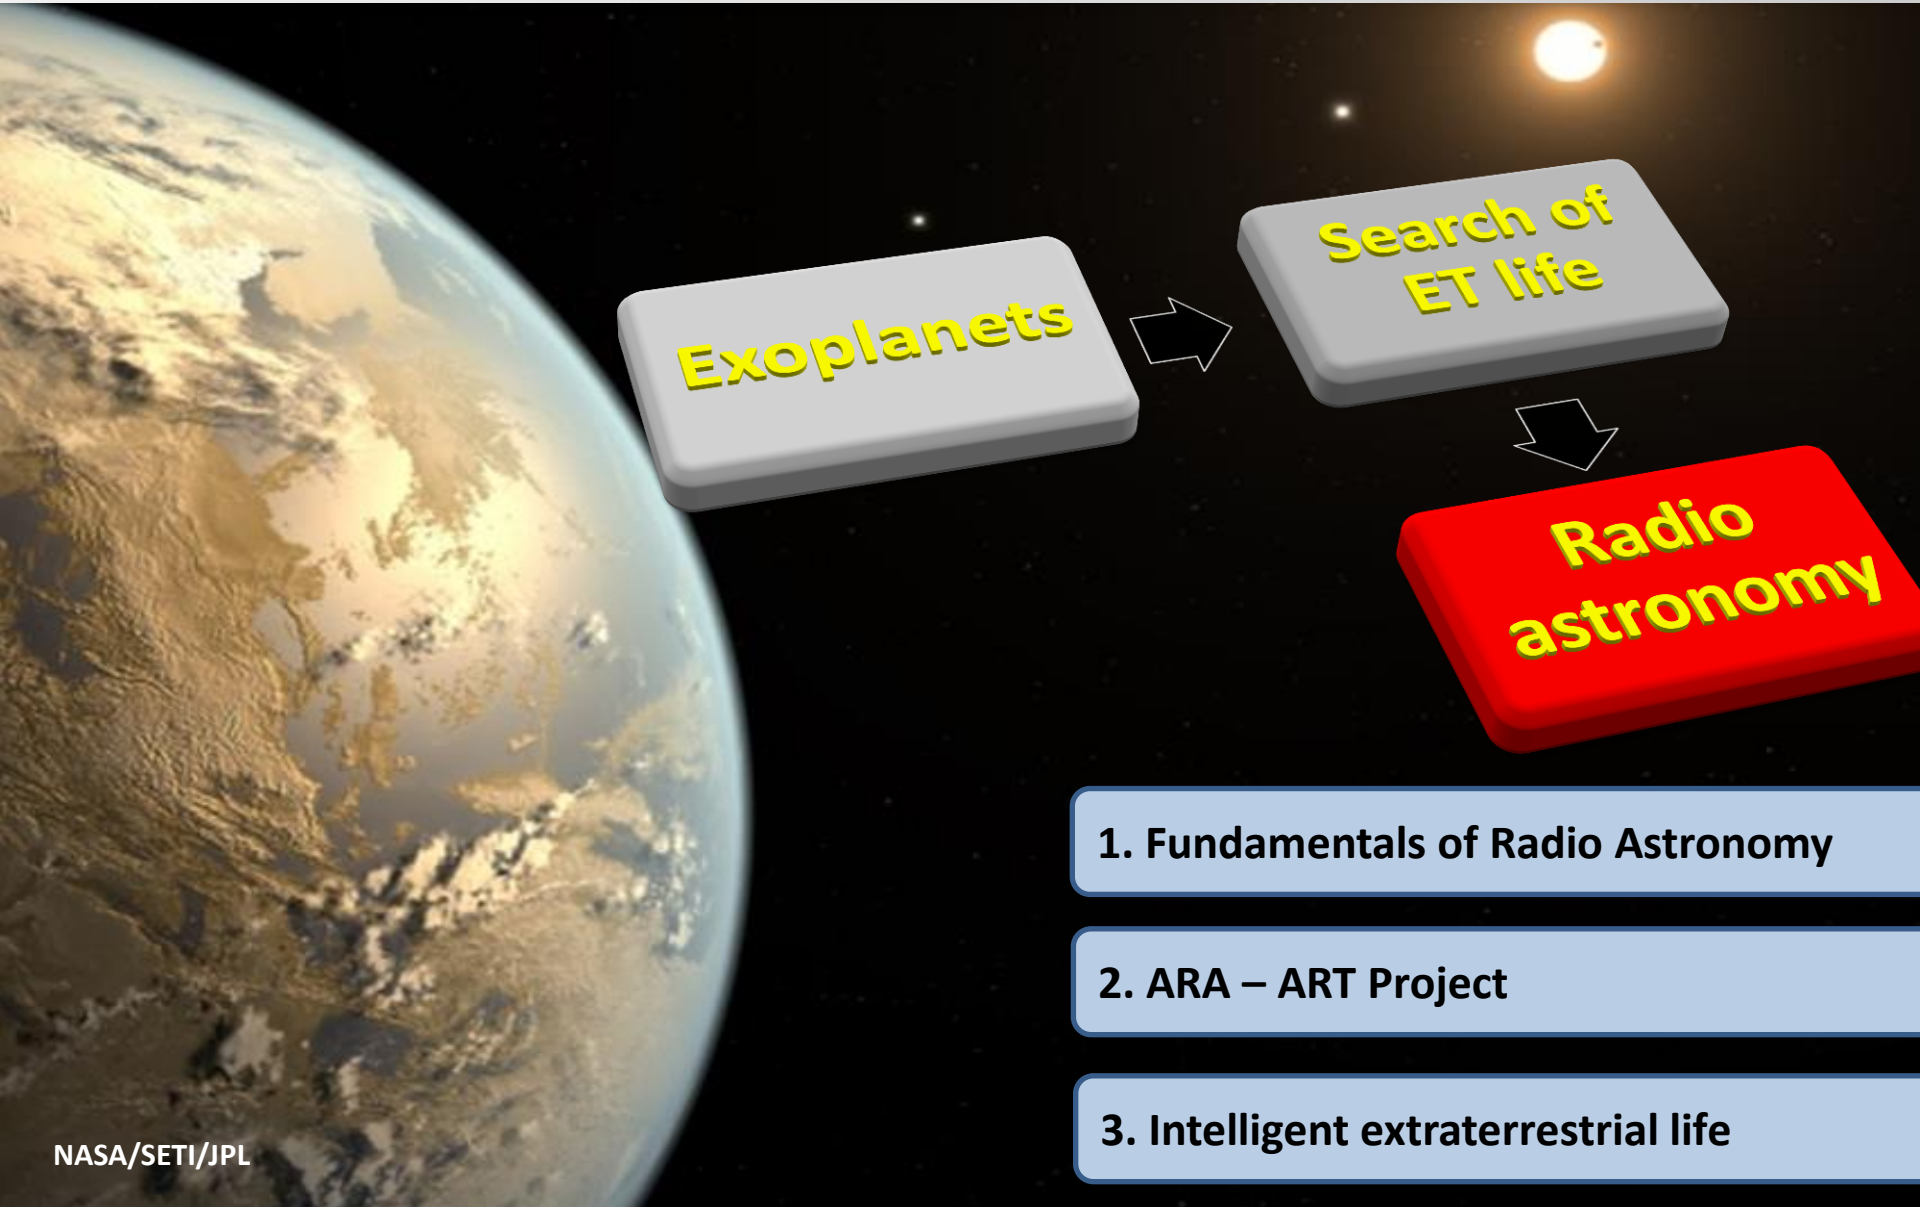 Exoplanets
Search of
ET life
Radio
astronomy
1. Fundamentals of Radio Astronomy
2. ARA – ART Project
3. Intelligent extraterrestrial life
NASA/SETI/JPL